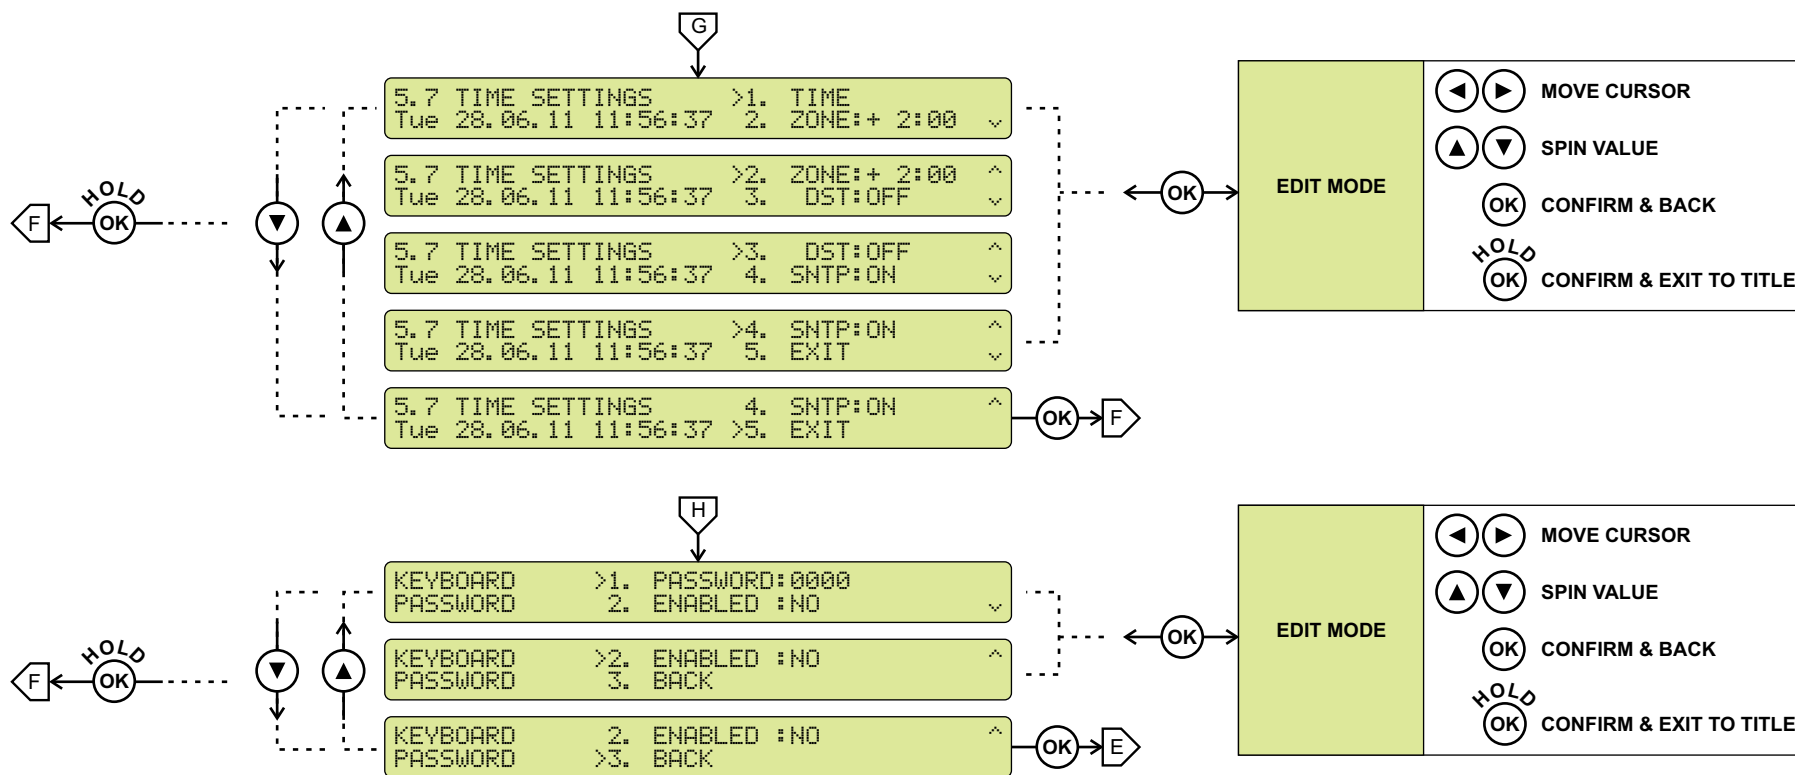 G
5.7 TIME SETTINGS >1. TIME
Tue 28.06.11 11:56:37 2. ZONE:+ 2:00
5.7 TIME SETTINGS >2. ZONE:+ 2:00
Tue 28.06.11 11:56:37 3. DST:OFF
5.7 TIME SETTINGS >3. DST:OFF
Tue 28.06.11 11:56:37 4. SNTP:ON
5.7 TIME SETTINGS >4. SNTP:ON
Tue 28.06.11 11:56:37 5. EXIT
5.7 TIME SETTINGS 4. SNTP:ON
Tue 28.06.11 11:56:37 >5. EXIT
F
HOLD
OK
OK
F
OK
EDIT MODE
MOVE CURSOR
SPIN VALUE
OK CONFIRM & BACK
HOLD
OK CONFIRM & EXIT TO TITLE
H
KEYBOARD >1. PASSWORD:0000
PASSWORD 2. ENABLED :NO
KEYBOARD >2. ENABLED :NO
PASSWORD 3. BACK
KEYBOARD 2. ENABLED :NO
PASSWORD >3. BACK
F
HOLD
OK
OK
E
OK
EDIT MODE
MOVE CURSOR
SPIN VALUE
OK CONFIRM & BACK
HOLD
OK CONFIRM & EXIT TO TITLE